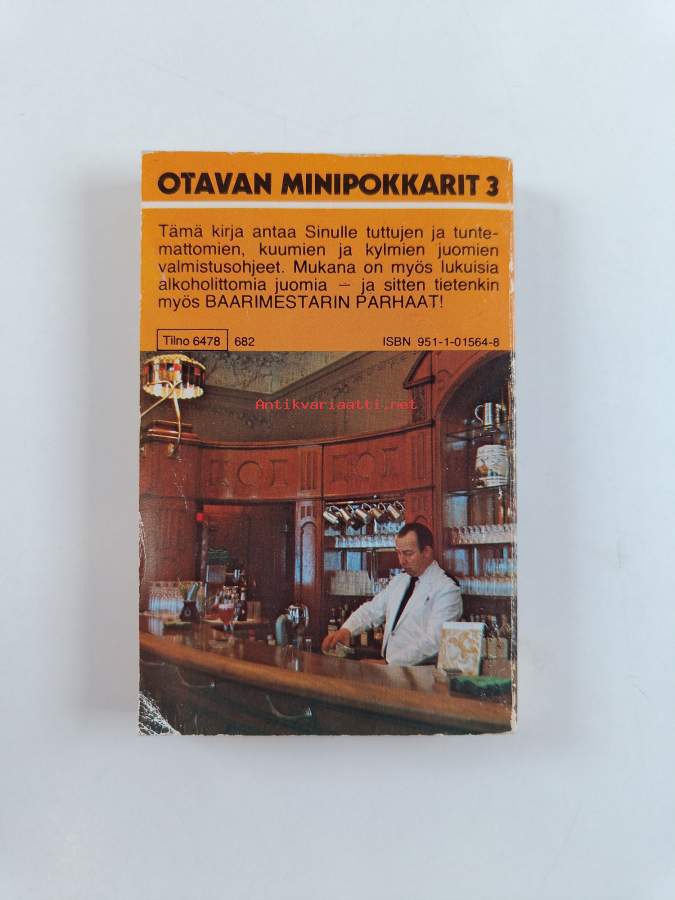 OTAVAN MINIPOKKARIT 3
Tämä kirja antaa Sinulle tuttujen ja tunte-
mattomien, kuumien ja kylmien juomien
valmistusohjeet. Mukana on myös lukuisia
alkoholittomia juomia – ja sitten tietenkin
myös BAARIMESTARIN PARHAAT!
Tilno 6478 682 ISBN 951-1-01564-8
Antikvariaatti.net